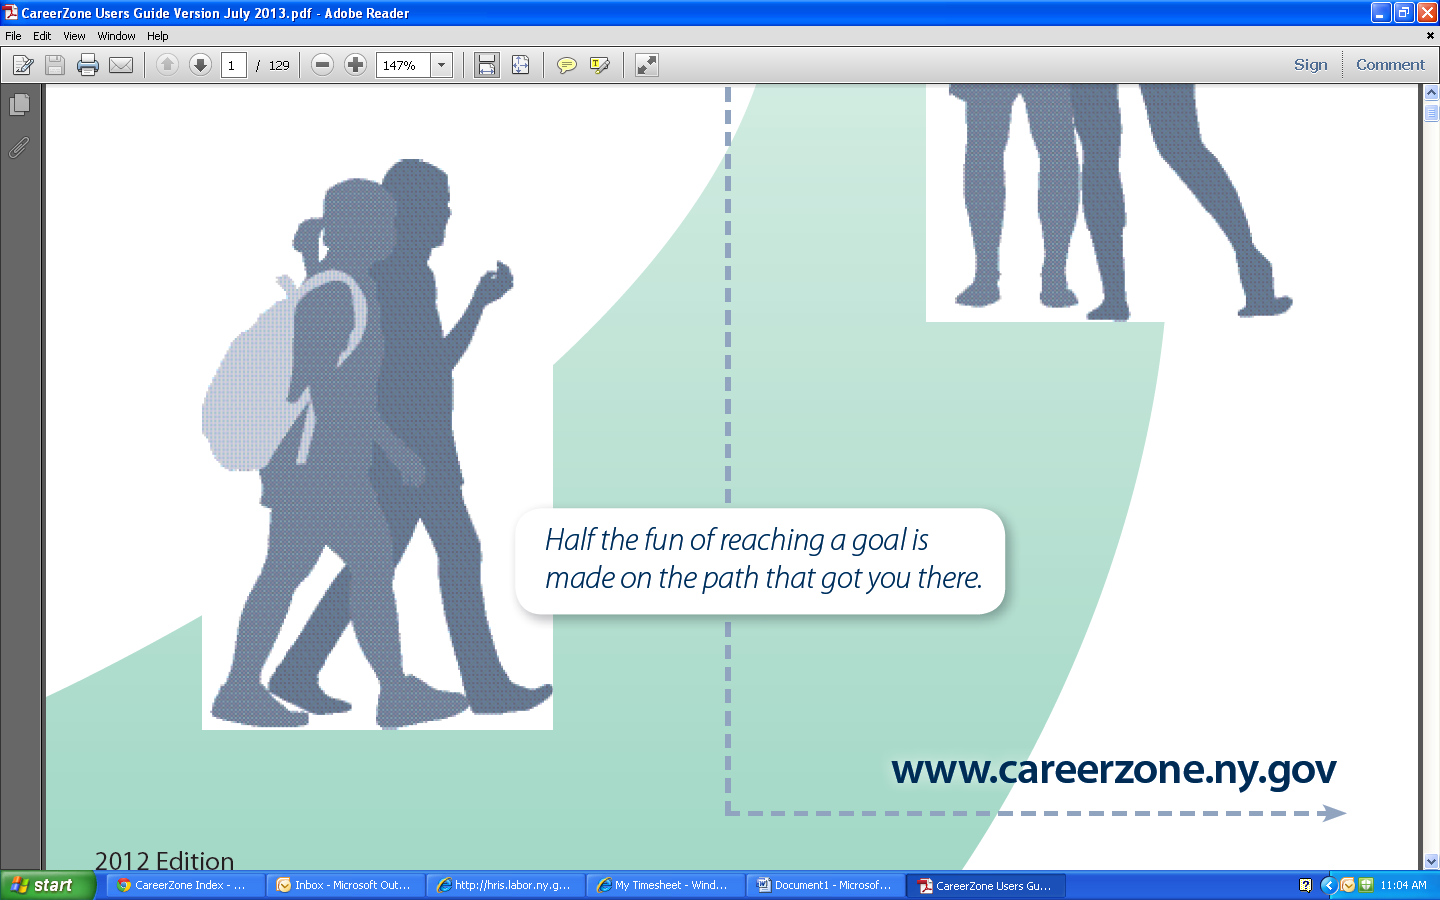 CareerZone Users Guide Version July 2013.pdf - Adobe Reader
File Edit View Window Help
1 / 129 147% Sign Comment
Half the fun of reaching a goal is
made on the path that got you there.
www.careerzone.ny.gov
2012 Edition
start CareerZone Index - ... Inbox - Microsoft Out... http://hris.labor.ny.g... My Timesheet - Wind... Document1 - Microsof... CareerZone Users Gu... 11:04 AM